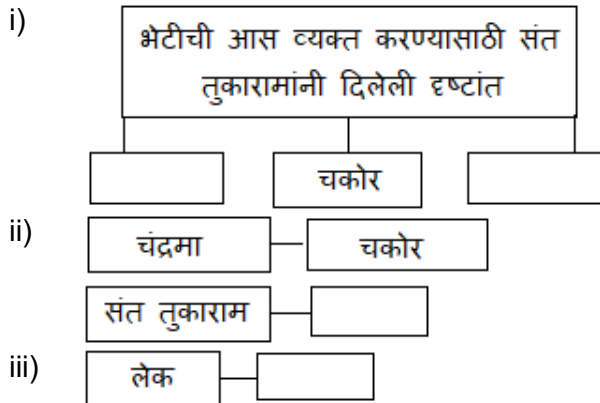 i)
भेटीची आस व्यक्त करण्यासाठी संत
तुकारामांनी दिलेली दृष्टांत
चकोर
ii)
चंद्रमा चकोर
संत तुकाराम
iii)
लेक